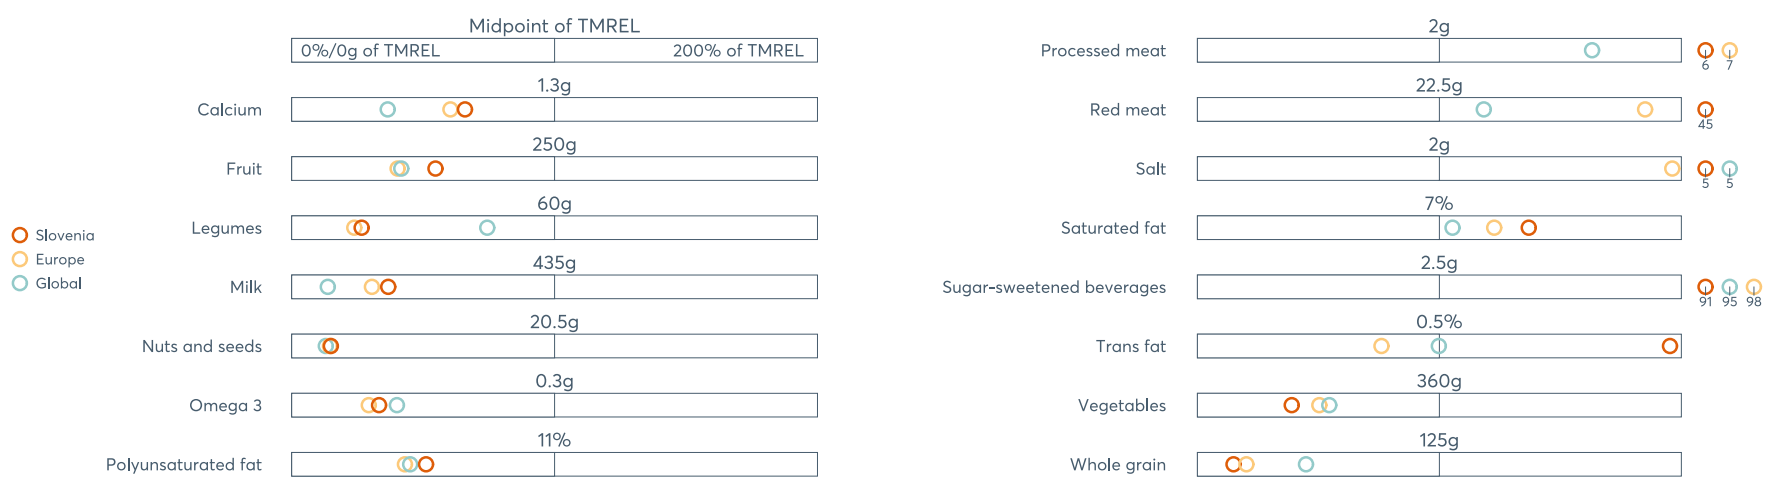 Midpoint of TMREL
0%/0g of TMREL 200% of TMREL
Calcium 1.3g
Fruit 250g
Legumes 60g
Milk 435g
Nuts and seeds 20.5g
Omega 3 0.3g
Polyunsaturated fat 11%
Slovenia
Europe
Global
Processed meat 2g
6 7
Red meat 22.5g
45
Salt 2g
5 5
Saturated fat 7%
Sugar-sweetened beverages 2.5g
91 95 98
Trans fat 0.5%
Vegetables 360g
Whole grain 125g